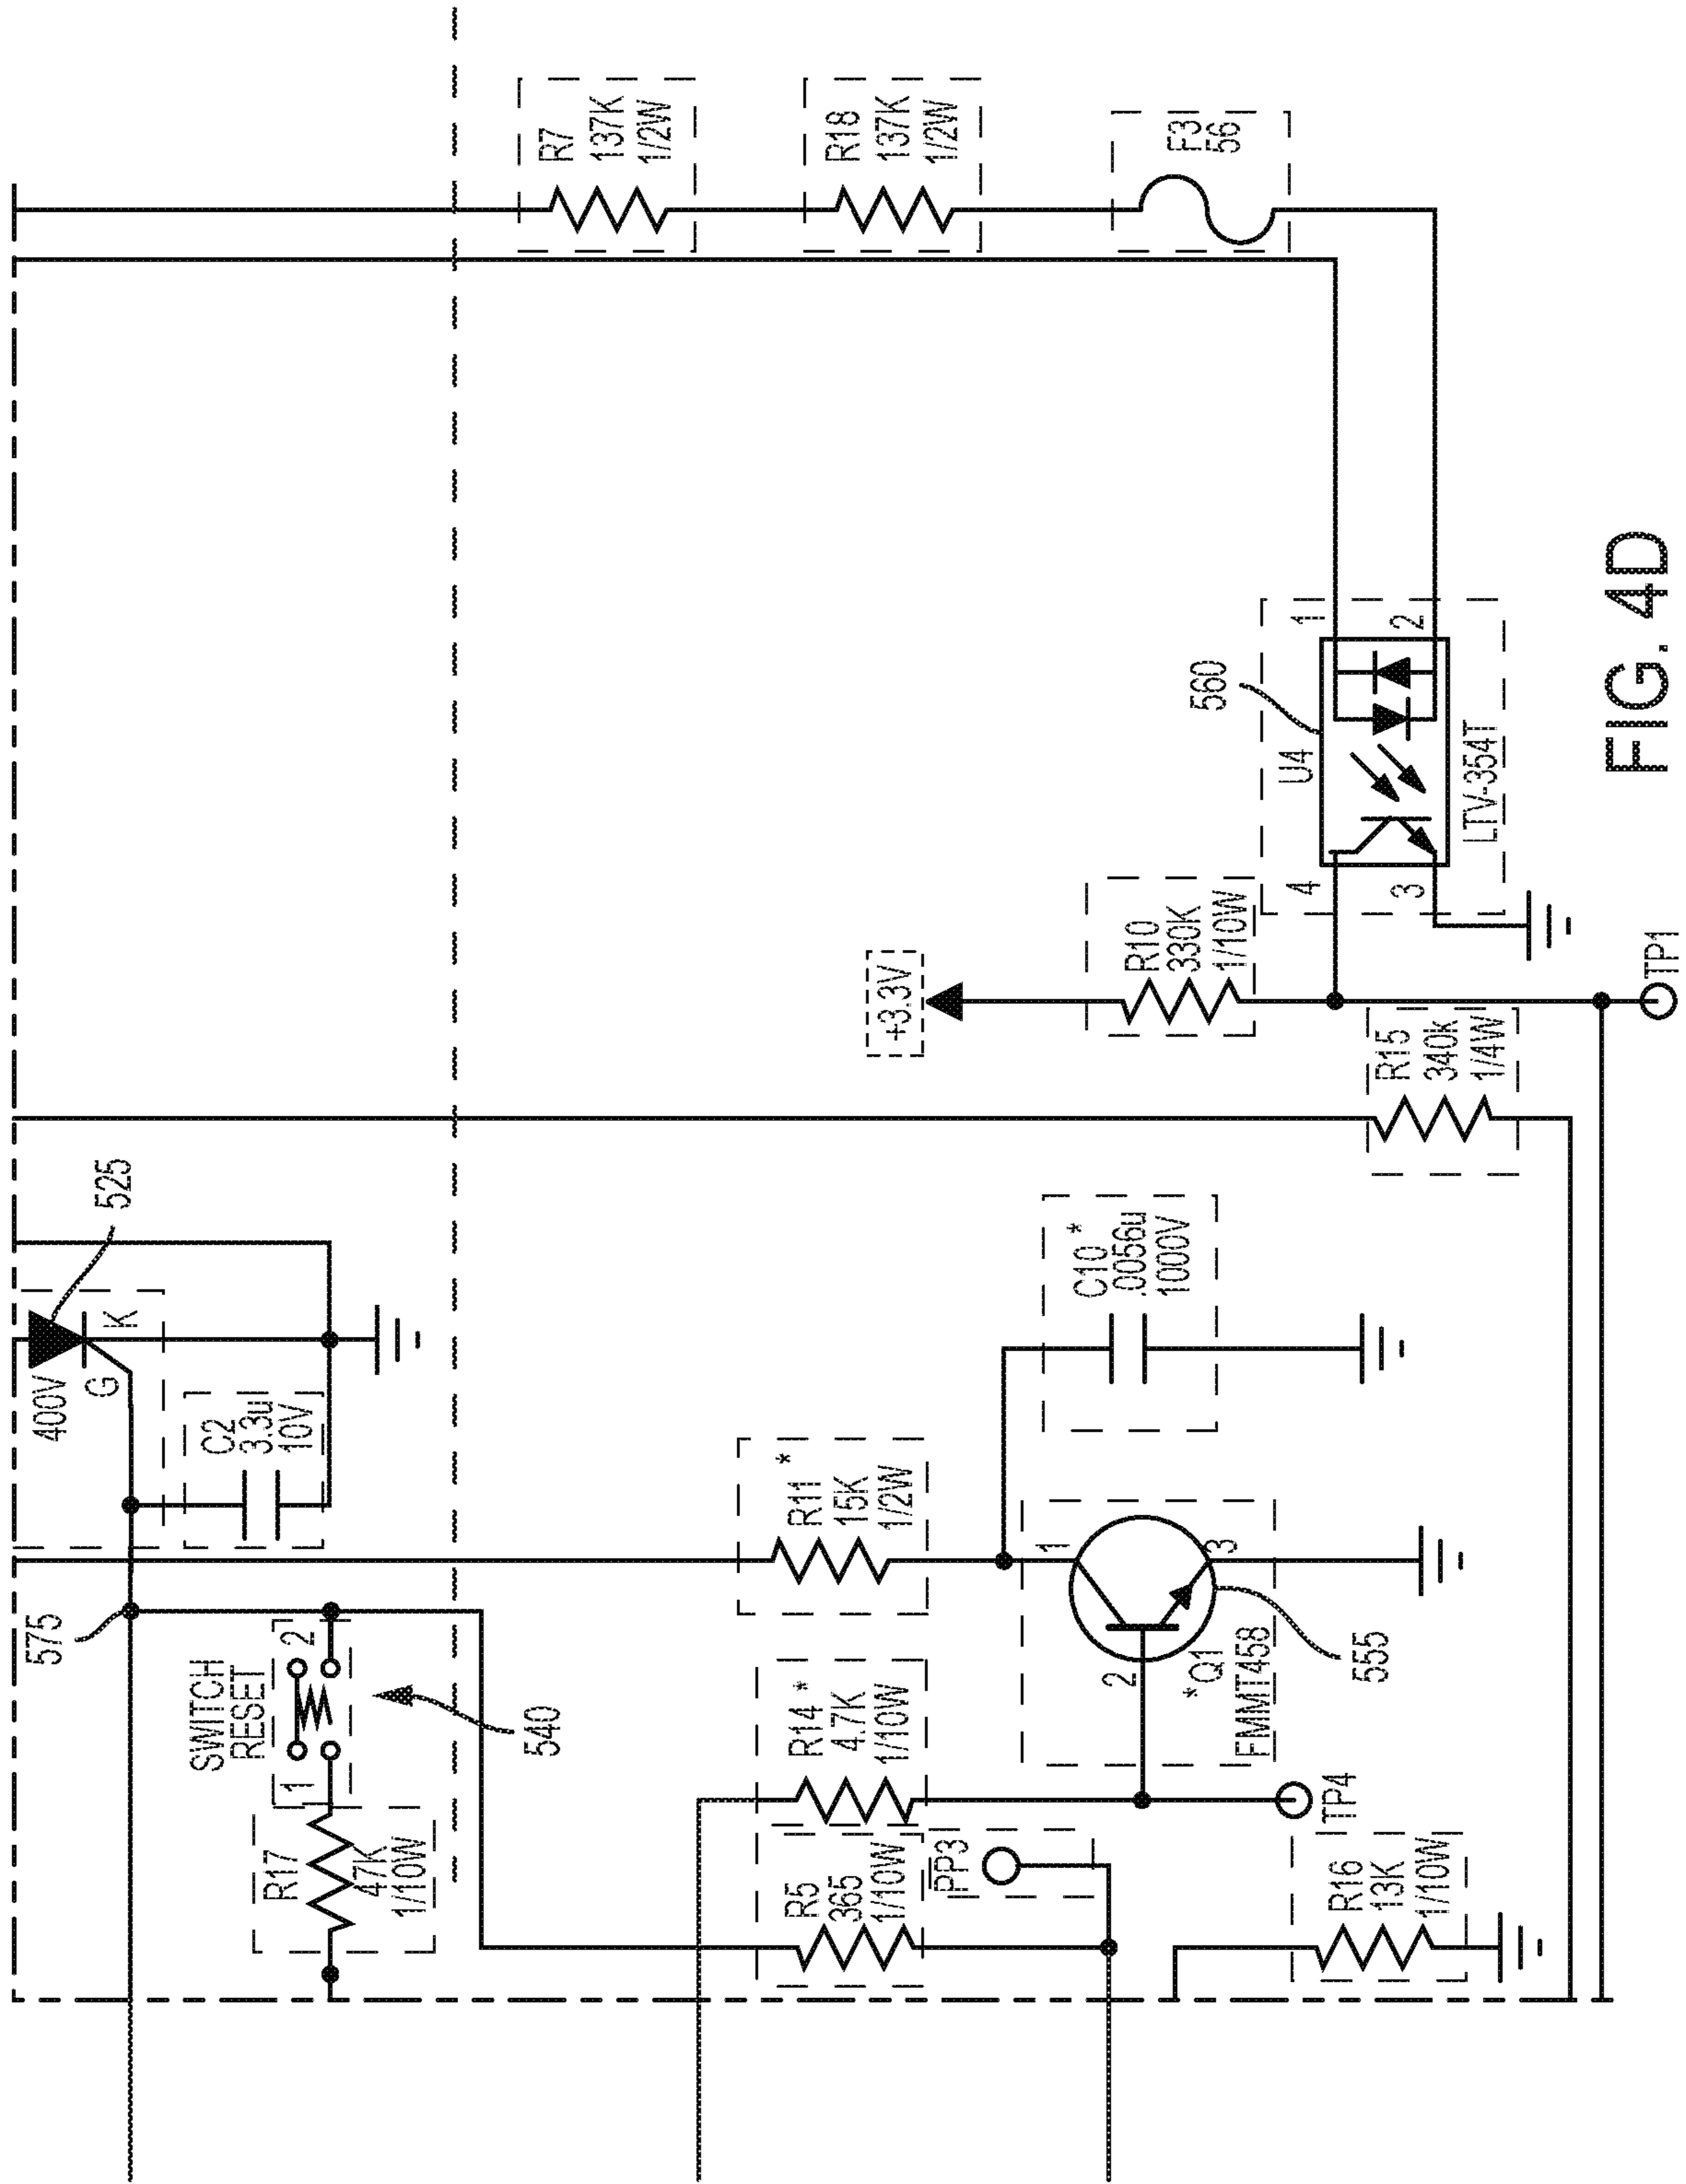 525
400V
K
G
C2
3.3u
10V
575
SWITCH
RESET
2
1
540
R17
47K
1/10W
R7
137K
1/2W
R18
137K
1/2W
F3
56
R11 *
15K
1/2W
C10 *
.0056u
1000V
R14 *
4.7K
1/10W
R5
365
1/10W
PP3
1
2
3
*Q1
FMMT458
555
TP4
R16
13K
1/10W
+3.3V
R10
330K
1/10W
R15
340k
1/4W
560
U4
1
2
4
3
LTV-354T
TP1
FIG. 4D